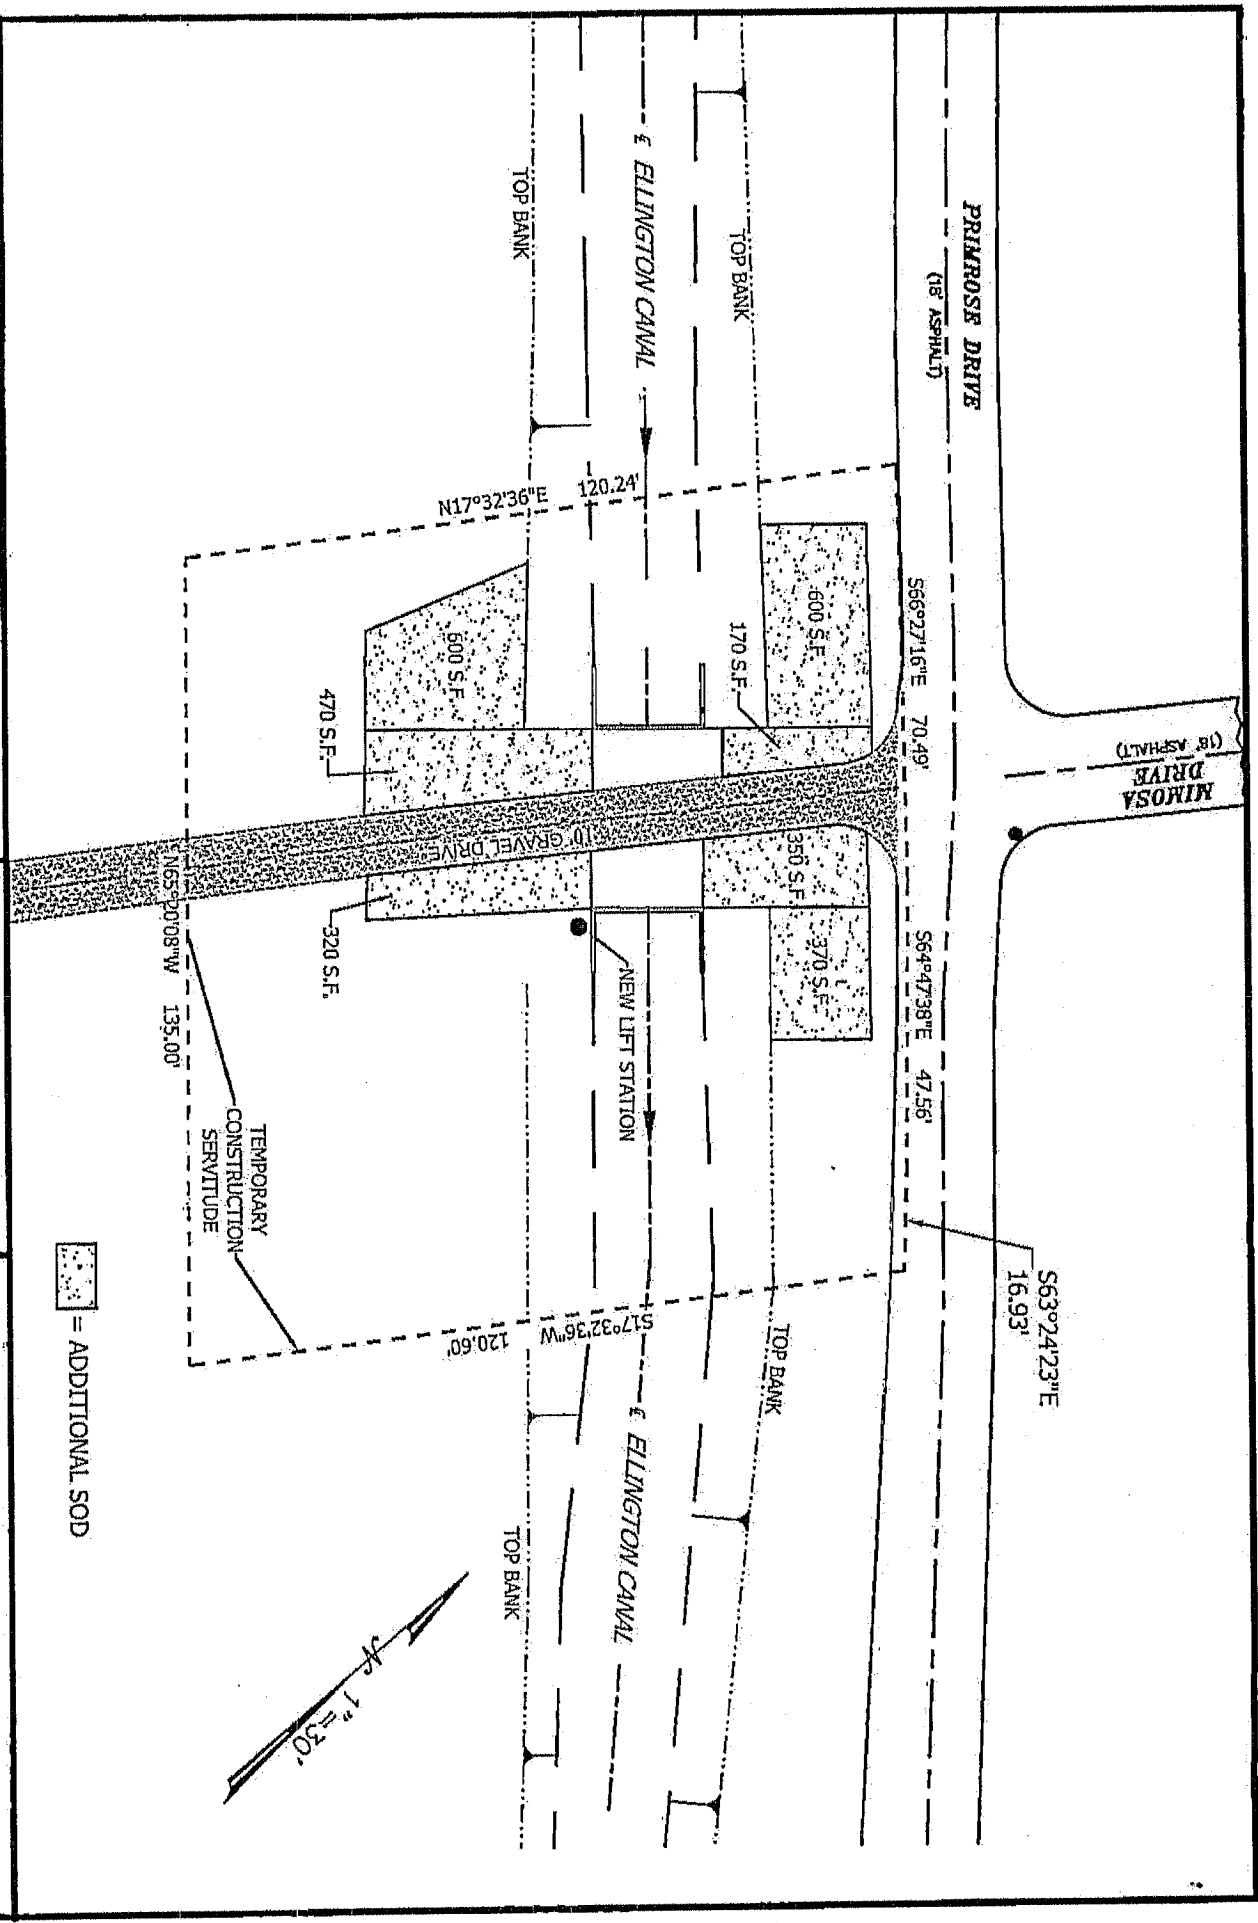 MIMOSA
DRIVE
(18' ASPHALT)
PRIMROSE DRIVE
(18' ASPHALT)
S66°27'16"E 70.49'
S64°47'38"E 47.56'
S63°24'23"E
16.93'
TOP BANK
TOP BANK
600 S.F.
170 S.F.
350 S.F.
370 S.F.
℄ ELLINGTON CANAL
℄ ELLINGTON CANAL
N17°32'36"E 120.24'
S17°32'36"W 120.60'
NEW LIFT STATION
TOP BANK
TOP BANK
600 S.F.
10' GRAVEL DRIVE
470 S.F.
320 S.F.
TEMPORARY
CONSTRUCTION
SERVITUDE
N65°20'08"W 135.00'
N 1"=30'
= ADDITIONAL SOD